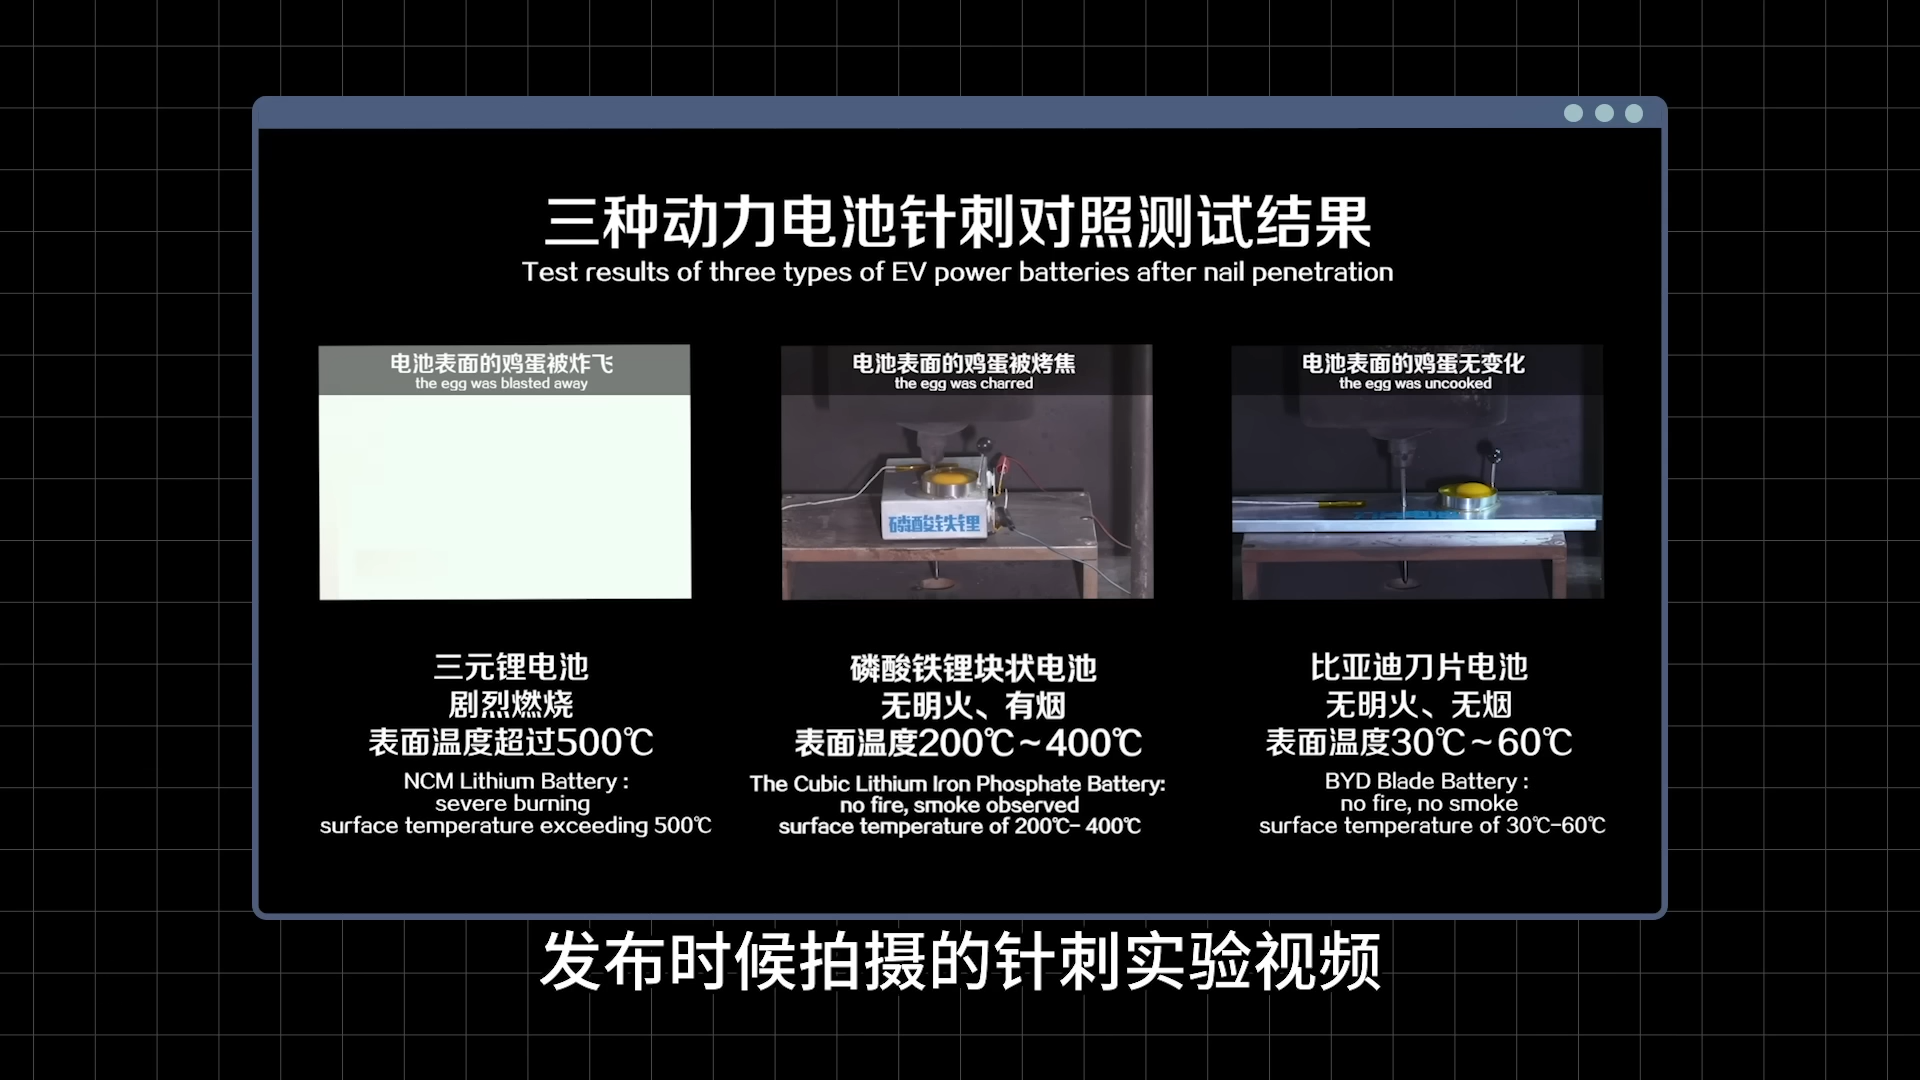 三种动力电池针刺对照测试结果
Test results of three types of EV power batteries after nail penetration
电池表面的鸡蛋被炸飞
the egg was blasted away
电池表面的鸡蛋被烤焦
the egg was charred
电池表面的鸡蛋无变化
the egg was uncooked
磷酸铁锂
三元锂电池
剧烈燃烧
表面温度超过500℃
NCM Lithium Battery :
severe burning
surface temperature exceeding 500℃
磷酸铁锂块状电池
无明火、有烟
表面温度200℃~400℃
The Cubic Lithium Iron Phosphate Battery:
no fire, smoke observed
surface temperature of 200℃- 400℃
比亚迪刀片电池
无明火、无烟
表面温度30℃~60℃
BYD Blade Battery :
no fire, no smoke
surface temperature of 30℃-60℃
发布时候拍摄的针刺实验视频